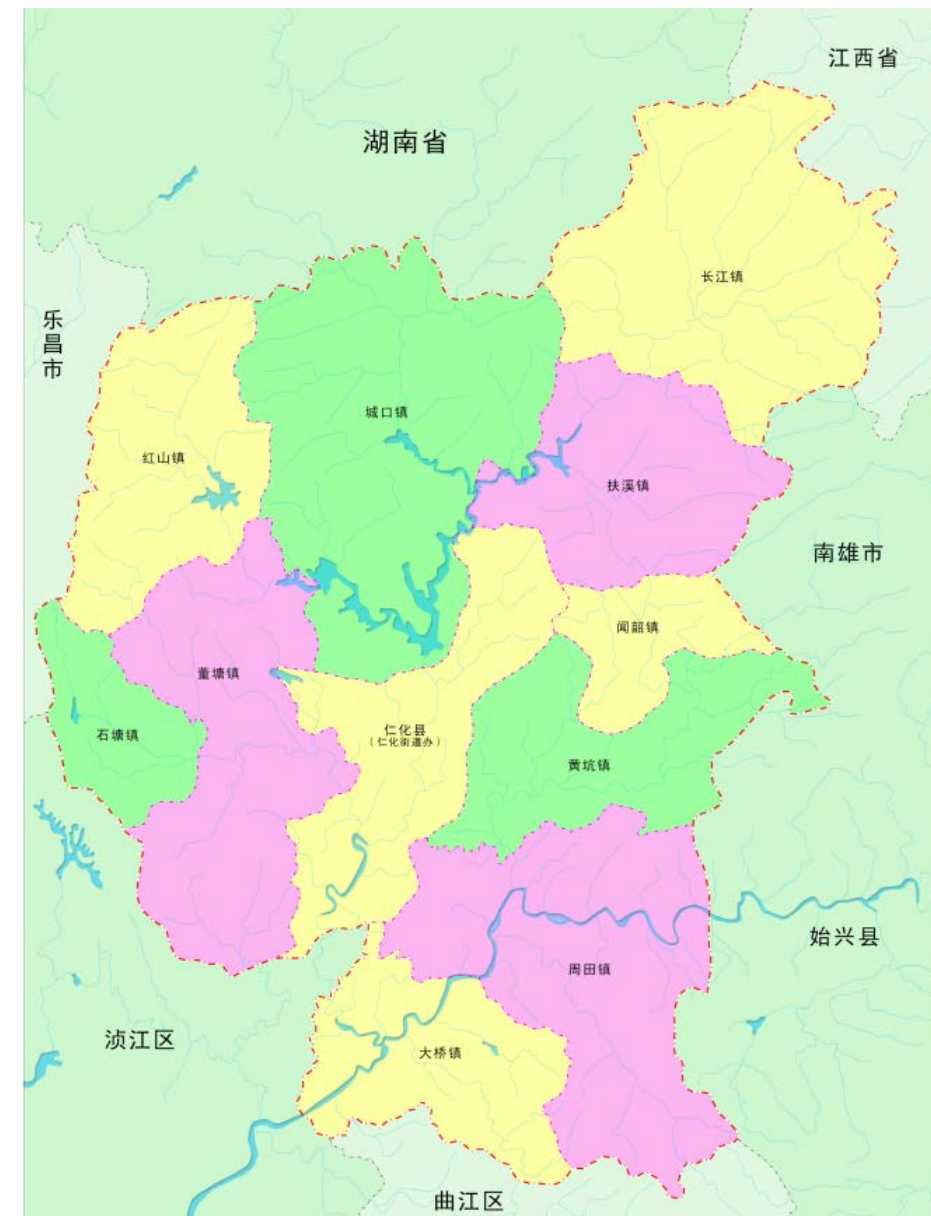 江西省
湖南省
长江镇
乐昌市
城口镇
红山镇
扶溪镇
南雄市
闻韶镇
董塘镇
仁化县
（仁化街道办）
石塘镇
黄坑镇
始兴县
周田镇
浈江区
大桥镇
曲江区